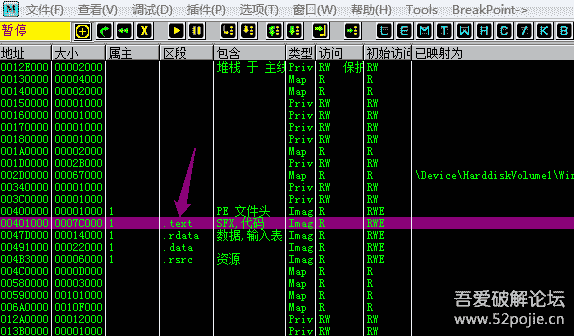 文件(F) 查看(V) 调试(D) 插件(P) 选项(T) 窗口(W) 帮助(H) Tools BreakPoint->
暂停 L E M
地址 大小 属主 区段 包含 类型 访问 初始访问 已映射为
0012E000 00002000 堆栈 于 主线 Priv RW 保护 RW
00130000 00004000 Map R R
00140000 00002000 Map R R
00150000 00001000 Priv RW RW
00160000 00001000 Priv RW RW
00170000 00001000 Priv RW RW
00180000 00001000 Priv RW RW
001A0000 00002000 Map R R
001D0000 0002B000 Priv RW RW
002D0000 00067000 Map R R \Device\HarddiskVolume1\Win
00340000 00001000 Priv RW RW
003C0000 00001000 Priv RW RW
00400000 00001000 1 PE 文件头 Imag R RWE
00401000 0007C000 1 .text SFX,代码 Imag R RWE
0047D000 00014000 1 .rdata 数据,输入表 Imag R RWE
00491000 00022000 1 .data Imag R RWE
004B3000 00006000 1 .rsrc 资源 Imag R RWE
004C0000 0000D000 Map R R
00580000 00003000 Map R R
00590000 00101000 Map R R
006A0000 0010F000 Map R R
012A0000 00012000 Priv RW RW
013B0000 00001000 Priv RW RW
吾爱破解论坛
www.52pojie.cn